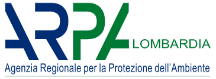 ARPA LOMBARDIA
Agenzia Regionale per la Protezione dell'Ambiente